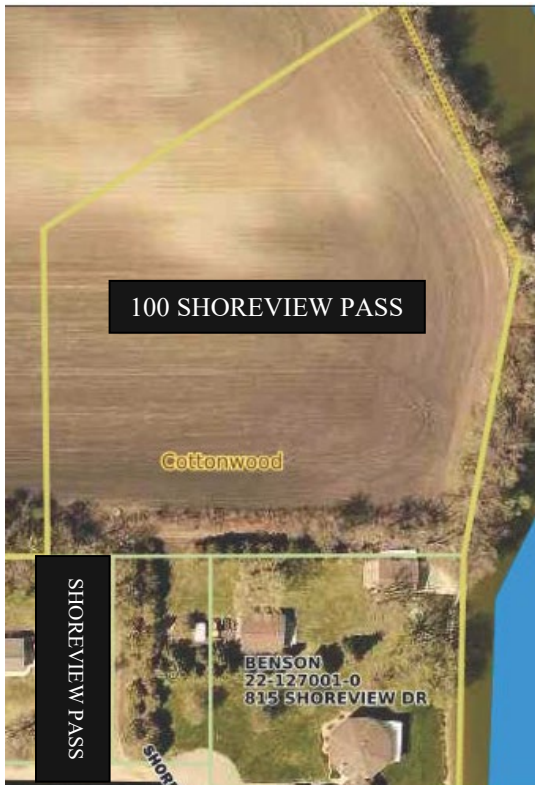 100 SHOREVIEW PASS
Cottonwood
SHOREVIEW PASS
BENSON
22-127001-0
815 SHOREVIEW DR